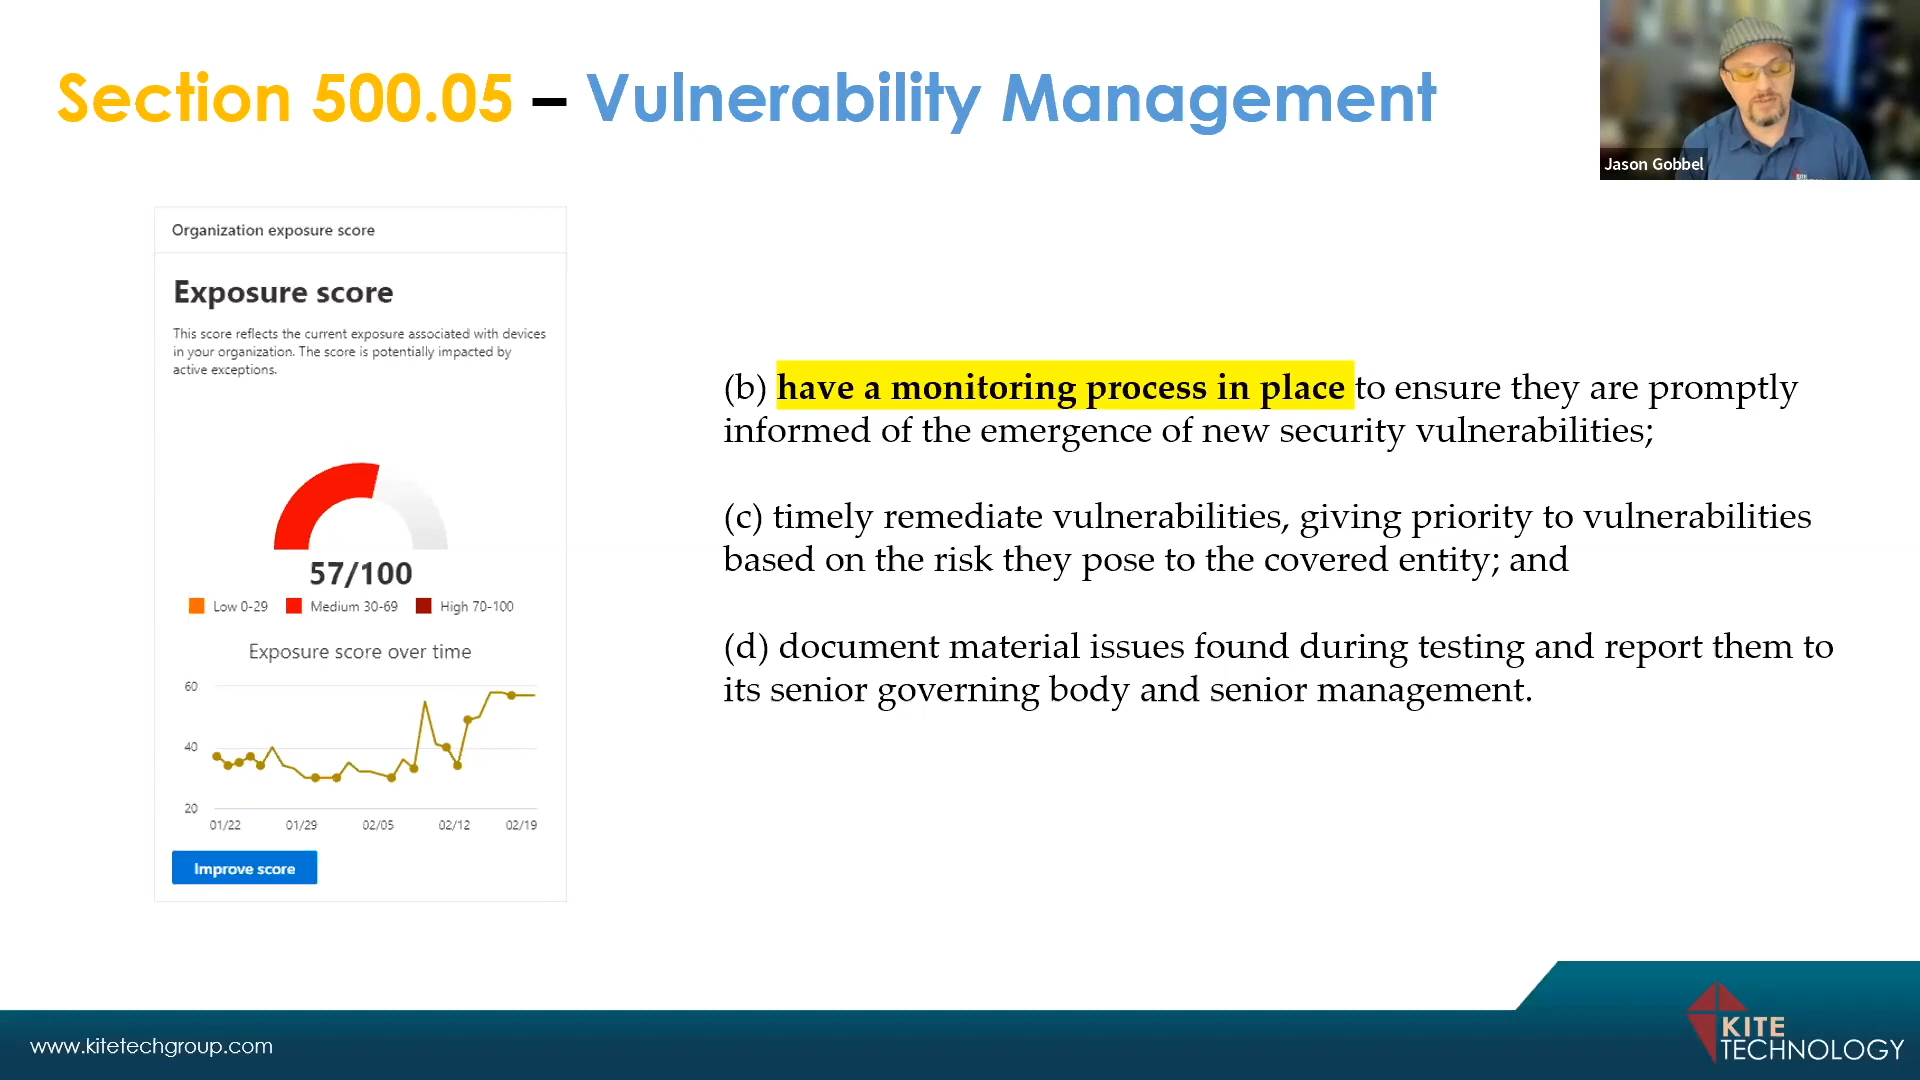 Section 500.05 – Vulnerability Management
Jason Gobbel
Organization exposure score
Exposure score
This score reflects the current exposure associated with devices
in your organization. The score is potentially impacted by
active exceptions.
57/100
Low 0-29 Medium 30-69 High 70-100
Exposure score over time
60
40
20
01/22 01/29 02/05 02/12 02/19
Improve score
(b) have a monitoring process in place to ensure they are promptly
informed of the emergence of new security vulnerabilities;
(c) timely remediate vulnerabilities, giving priority to vulnerabilities
based on the risk they pose to the covered entity; and
(d) document material issues found during testing and report them to
its senior governing body and senior management.
www.kitetechgroup.com
KITE
TECHNOLOGY